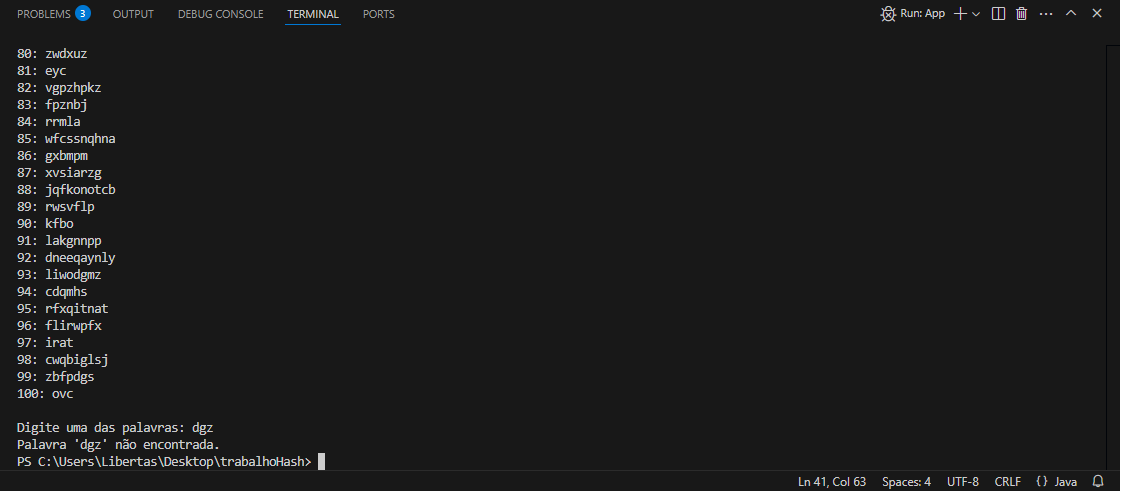 PROBLEMS 3 OUTPUT DEBUG CONSOLE TERMINAL PORTS Run: App
80: zwdxuz
81: eyc
82: vgpzhpkz
83: fpznbj
84: rrmla
85: wfcssnqhna
86: gxbmpm
87: xvsiarzg
88: jqfkonotcb
89: rwsvflp
90: kfbo
91: lakgnnpp
92: dneeqaynly
93: liwodgmz
94: cdqmhs
95: rfxqitnat
96: flirwpfx
97: irat
98: cwqbiglsj
99: zbfpdgs
100: ovc
Digite uma das palavras: dgz
Palavra 'dgz' não encontrada.
PS C:\Users\Libertas\Desktop\trabalhoHash>
Ln 41, Col 63 Spaces: 4 UTF-8 CRLF {} Java